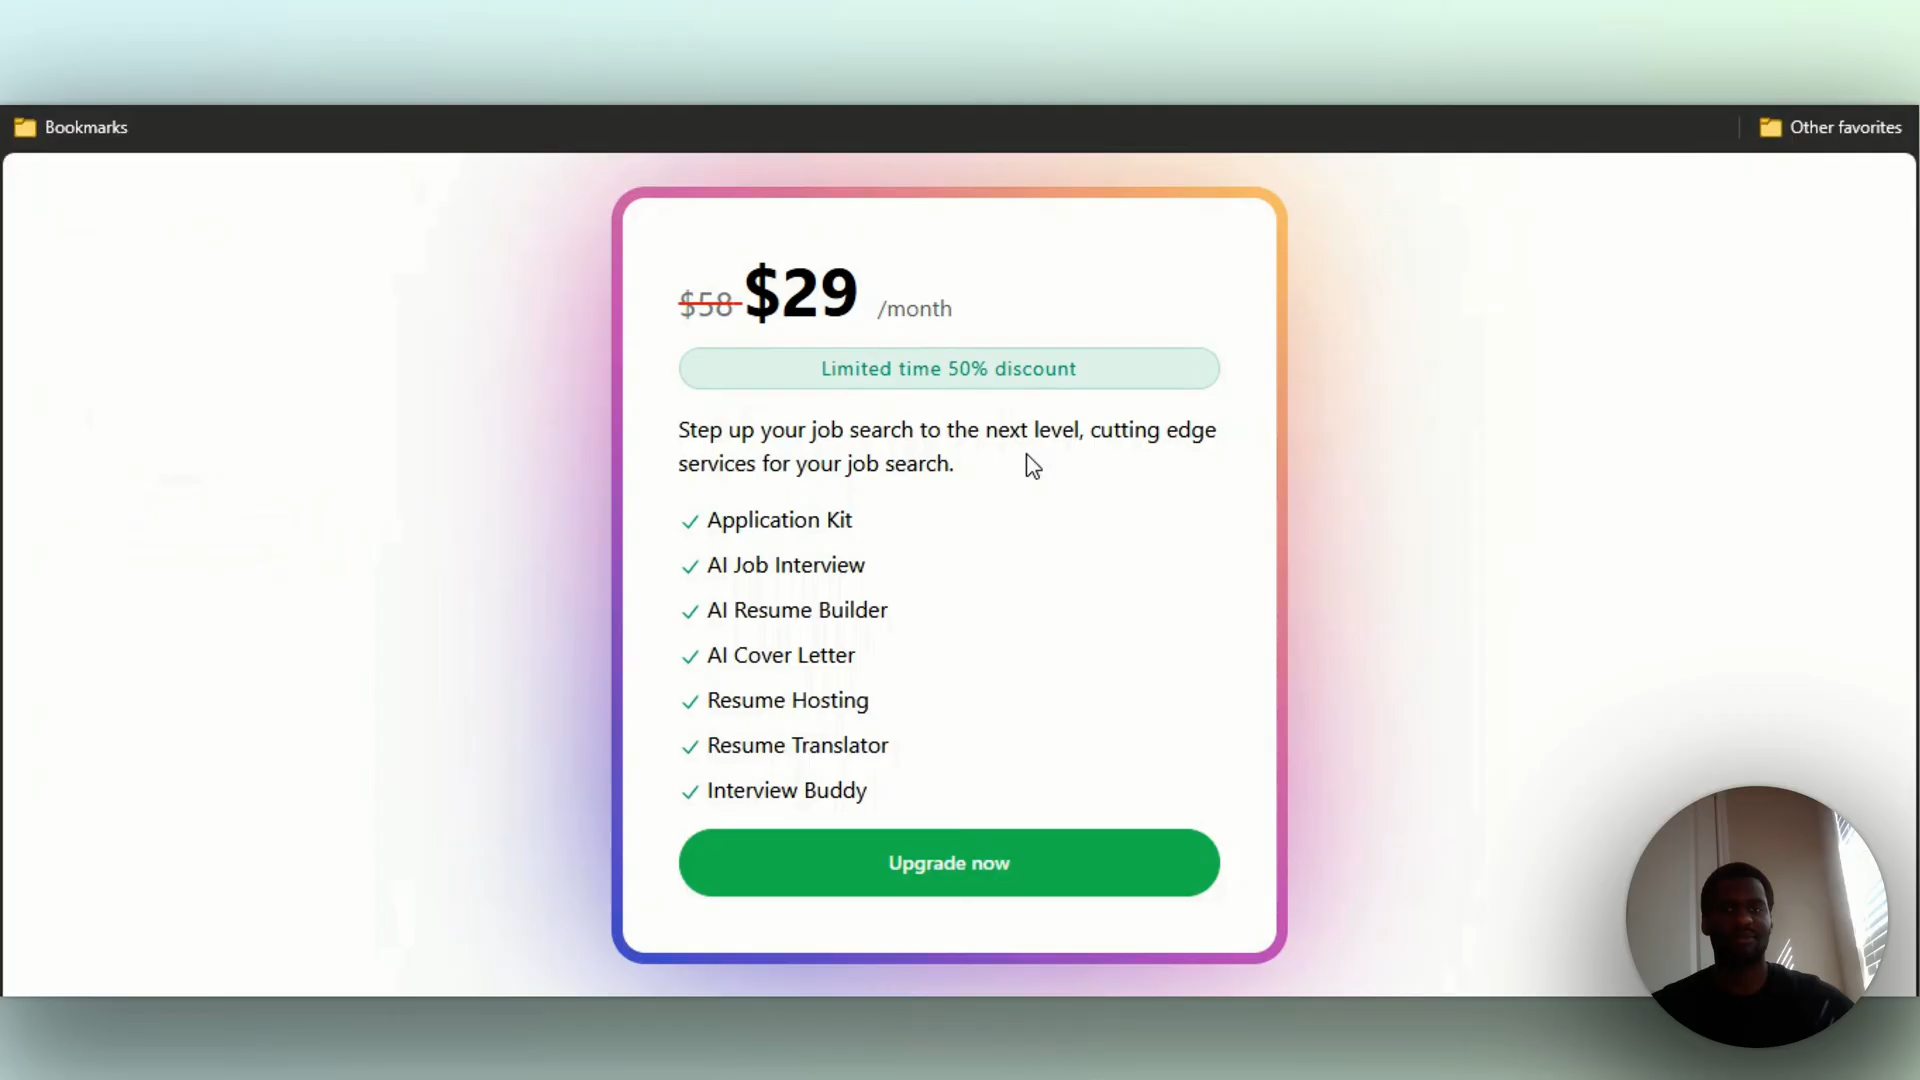 Bookmarks
Other favorites
$58 $29 /month
Limited time 50% discount
Step up your job search to the next level, cutting edge
services for your job search.
Application Kit
AI Job Interview
AI Resume Builder
AI Cover Letter
Resume Hosting
Resume Translator
Interview Buddy
Upgrade now